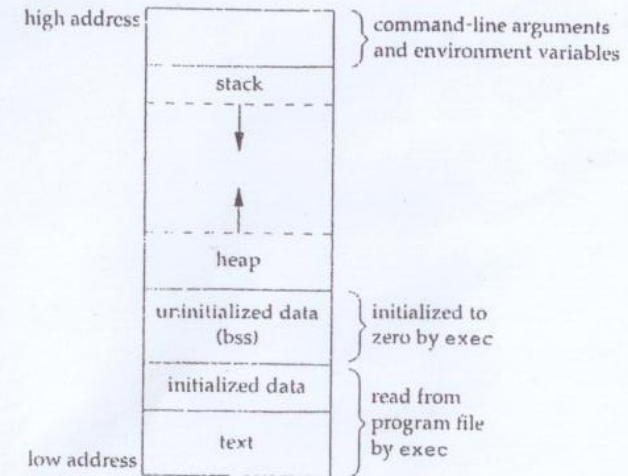 high address
command-line arguments
and environment variables
stack
heap
uninitialized data
(bss)
initialized to
zero by exec
initialized data
read from
program file
by exec
text
low address